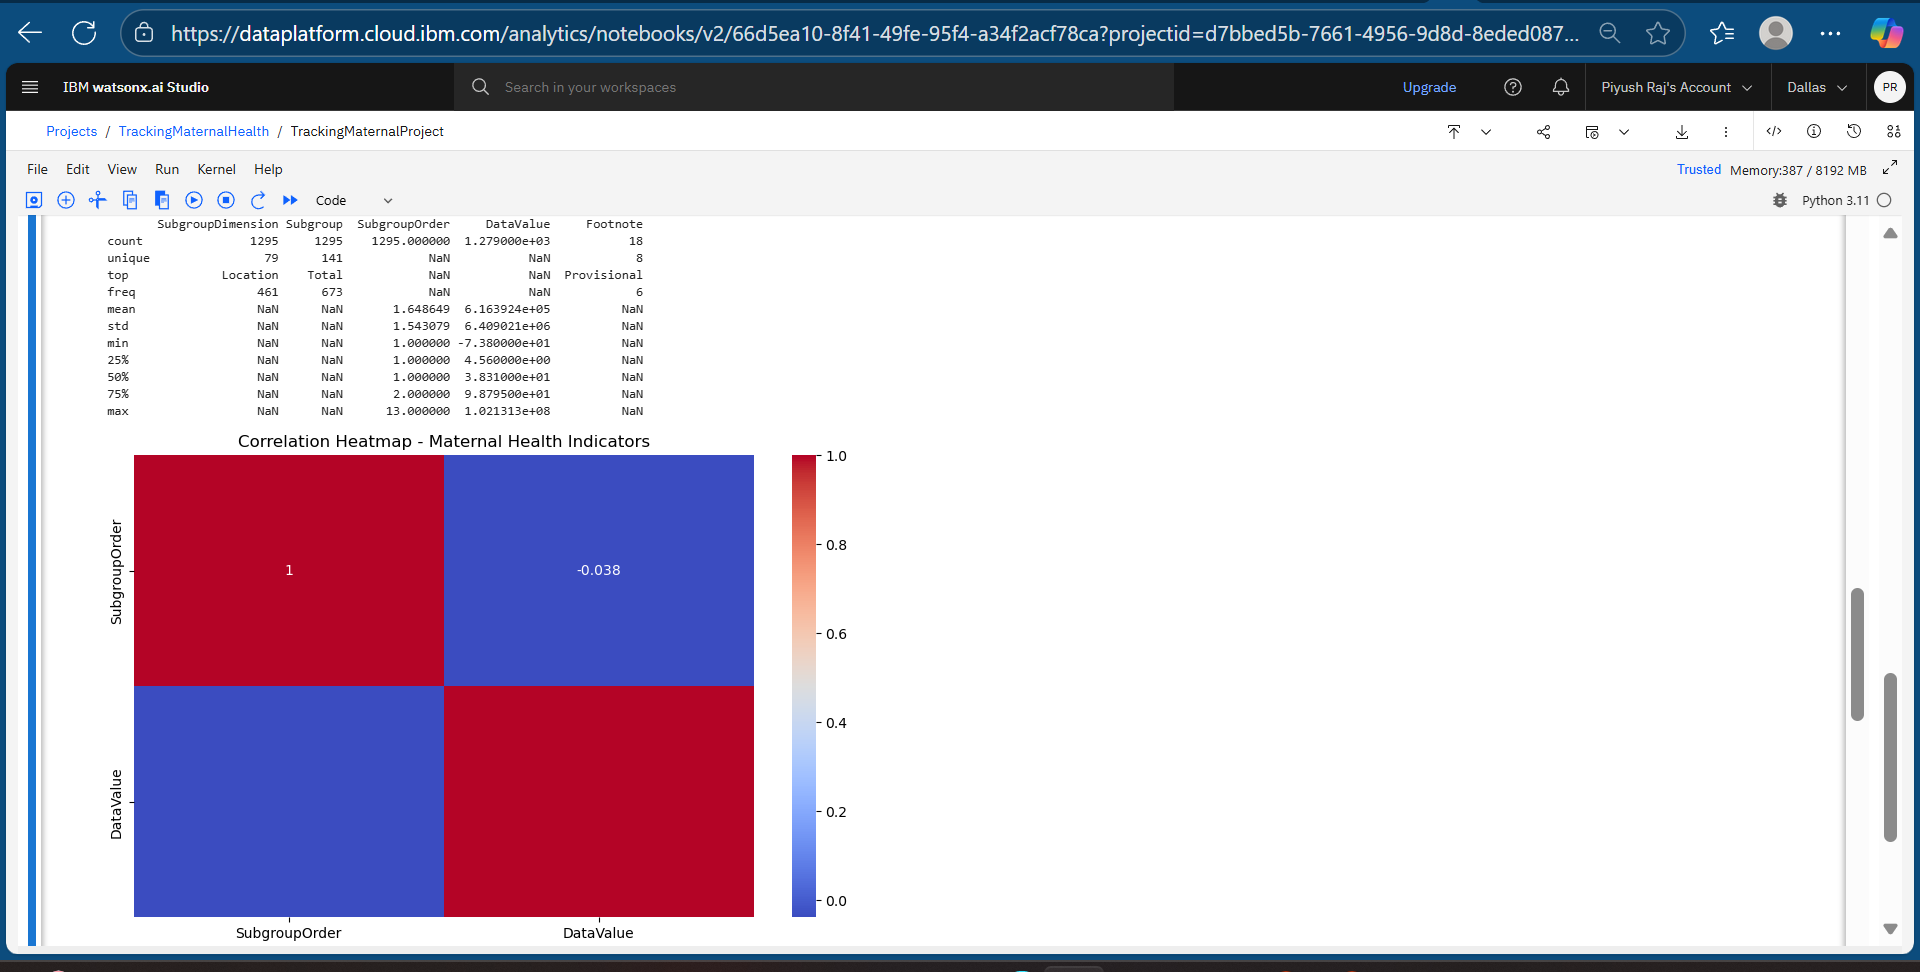 https://dataplatform.cloud.ibm.com/analytics/notebooks/v2/66d5ea10-8f41-49fe-95f4-a34f2acf78ca?projectid=d7bbed5b-7661-4956-9d8d-8eded087...
IBM watsonx.ai Studio
Search in your workspaces
Upgrade
Piyush Raj's Account
Dallas
PR
Projects / TrackingMaternalHealth / TrackingMaternalProject
File Edit View Run Kernel Help
Trusted Memory:387 / 8192 MB
Code
Python 3.11
SubgroupDimension Subgroup SubgroupOrder DataValue Footnote
count 1295 1295 1295.000000 1.279000e+03 18
unique 79 141 NaN NaN 8
top Location Total NaN NaN Provisional
freq 461 673 NaN NaN 6
mean NaN NaN 1.648649 6.163924e+05 NaN
std NaN NaN 1.543079 6.409021e+06 NaN
min NaN NaN 1.000000 -7.380000e+01 NaN
25% NaN NaN 1.000000 4.560000e+00 NaN
50% NaN NaN 1.000000 3.831000e+01 NaN
75% NaN NaN 2.000000 9.879500e+01 NaN
max NaN NaN 13.000000 1.021313e+08 NaN
Correlation Heatmap - Maternal Health Indicators
SubgroupOrder
1
-0.038
DataValue
SubgroupOrder
DataValue
1.0
0.8
0.6
0.4
0.2
0.0